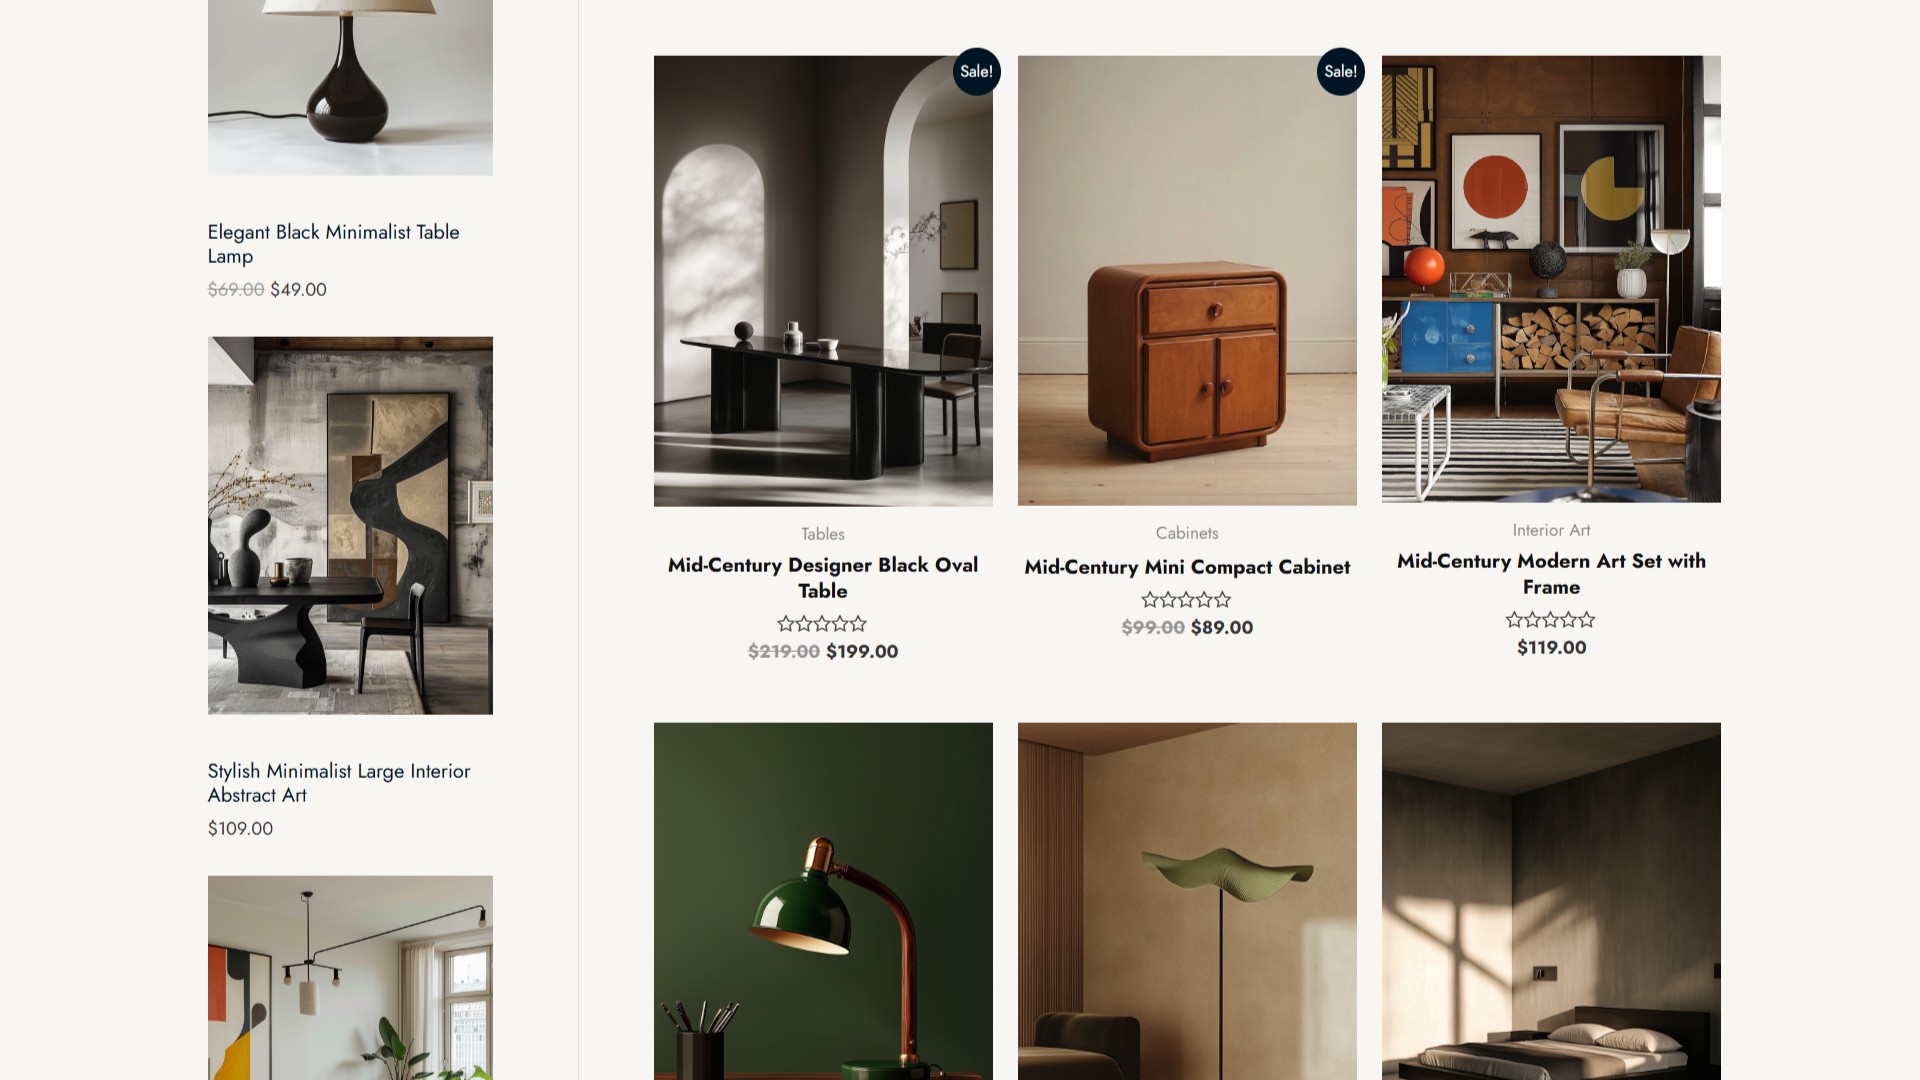 Elegant Black Minimalist Table
Lamp
$69.00 $49.00
Stylish Minimalist Large Interior
Abstract Art
$109.00
Sale!
Tables
Mid-Century Designer Black Oval
Table
$219.00 $199.00
Sale!
Cabinets
Mid-Century Mini Compact Cabinet
$99.00 $89.00
Interior Art
Mid-Century Modern Art Set with
Frame
$119.00